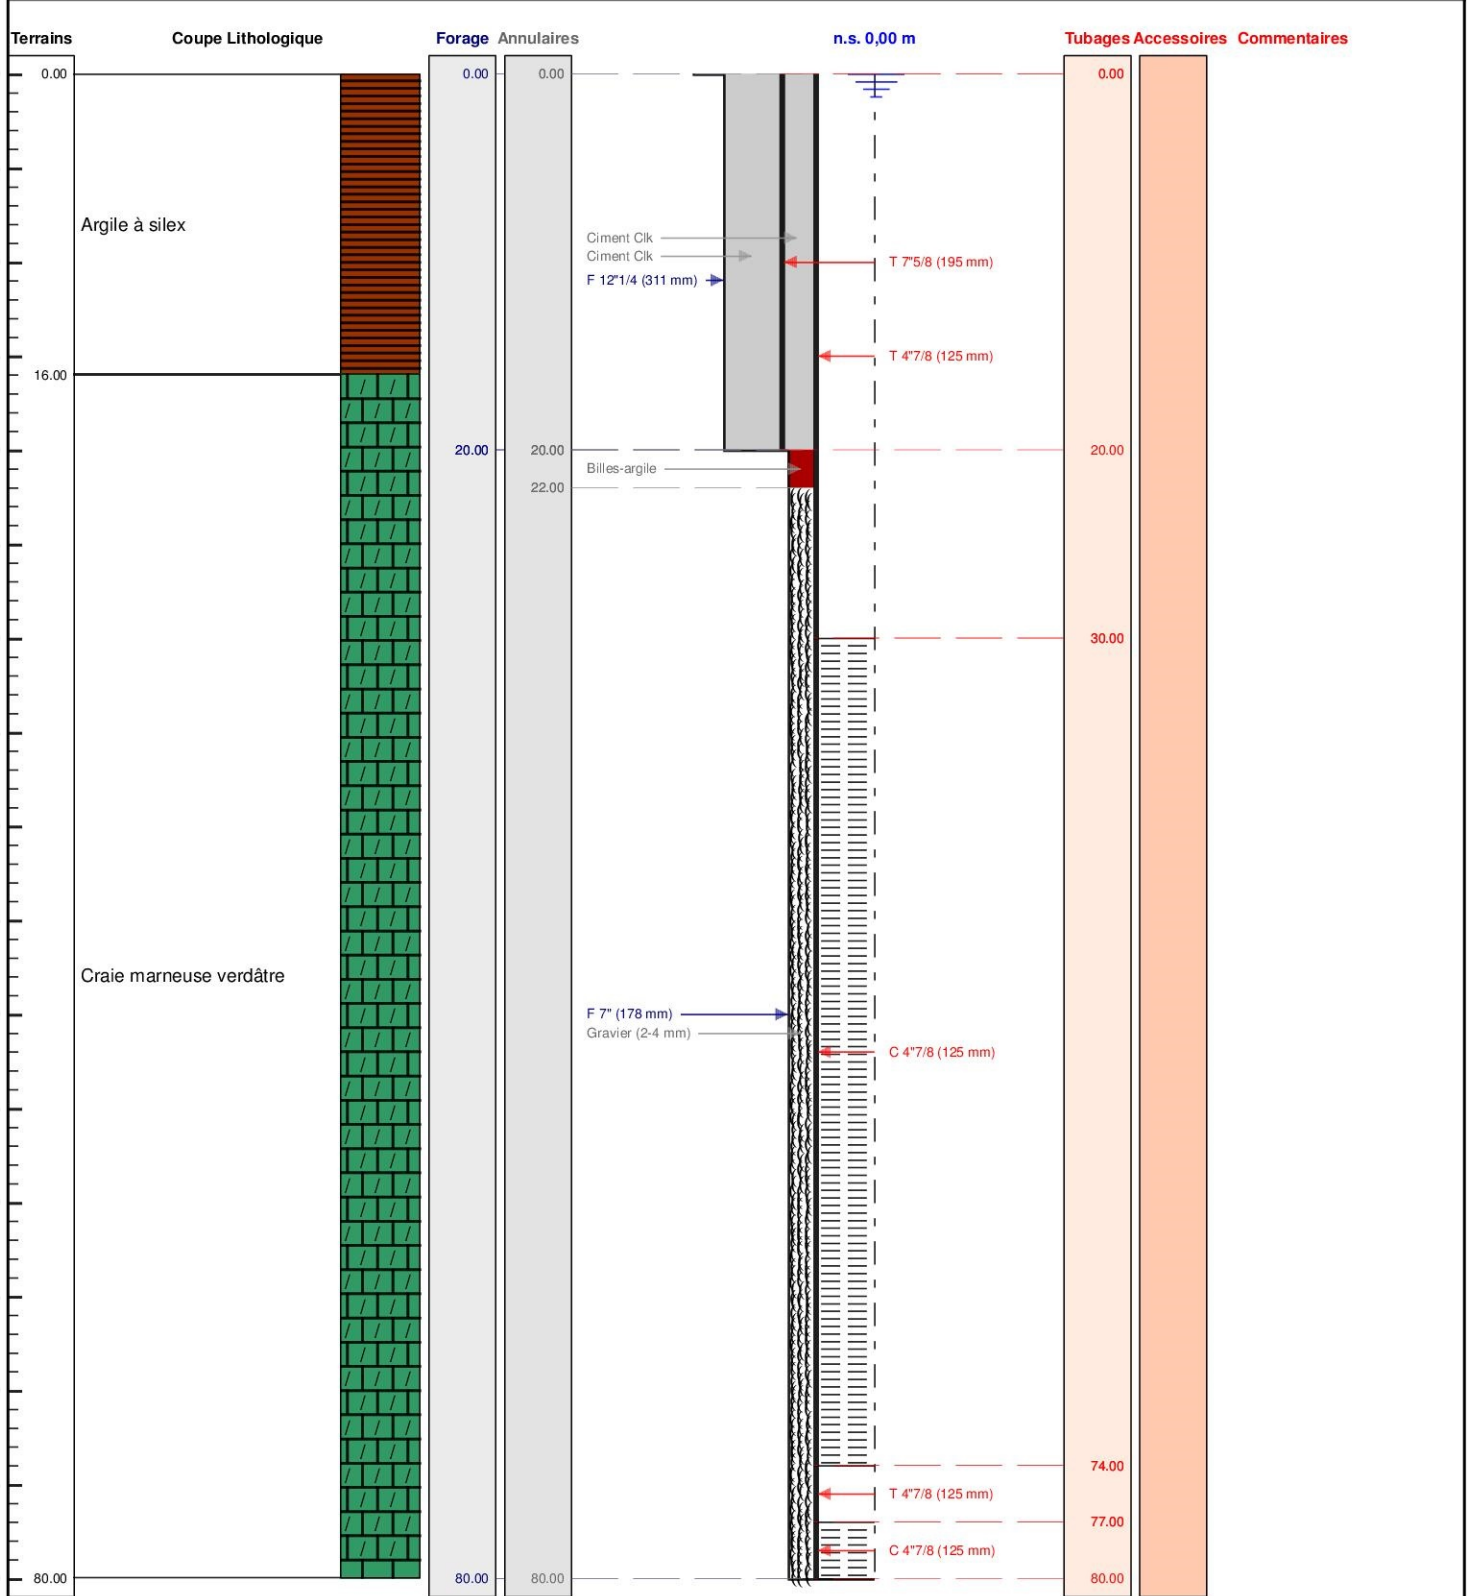 Terrains Coupe Lithologique Forage Annulaires n.s. 0,00 m Tubages Accessoires Commentaires
0.00 0.00 0.00 0.00
Argile à silex
Ciment Clk
Ciment Clk
T 7"5/8 (195 mm)
F 12"1/4 (311 mm)
T 4"7/8 (125 mm)
16.00
20.00 20.00 20.00
Billes-argile
22.00
30.00
Craie marneuse verdâtre
F 7" (178 mm)
Gravier (2-4 mm)
C 4"7/8 (125 mm)
74.00
T 4"7/8 (125 mm)
77.00
C 4"7/8 (125 mm)
80.00 80.00 80.00 80.00